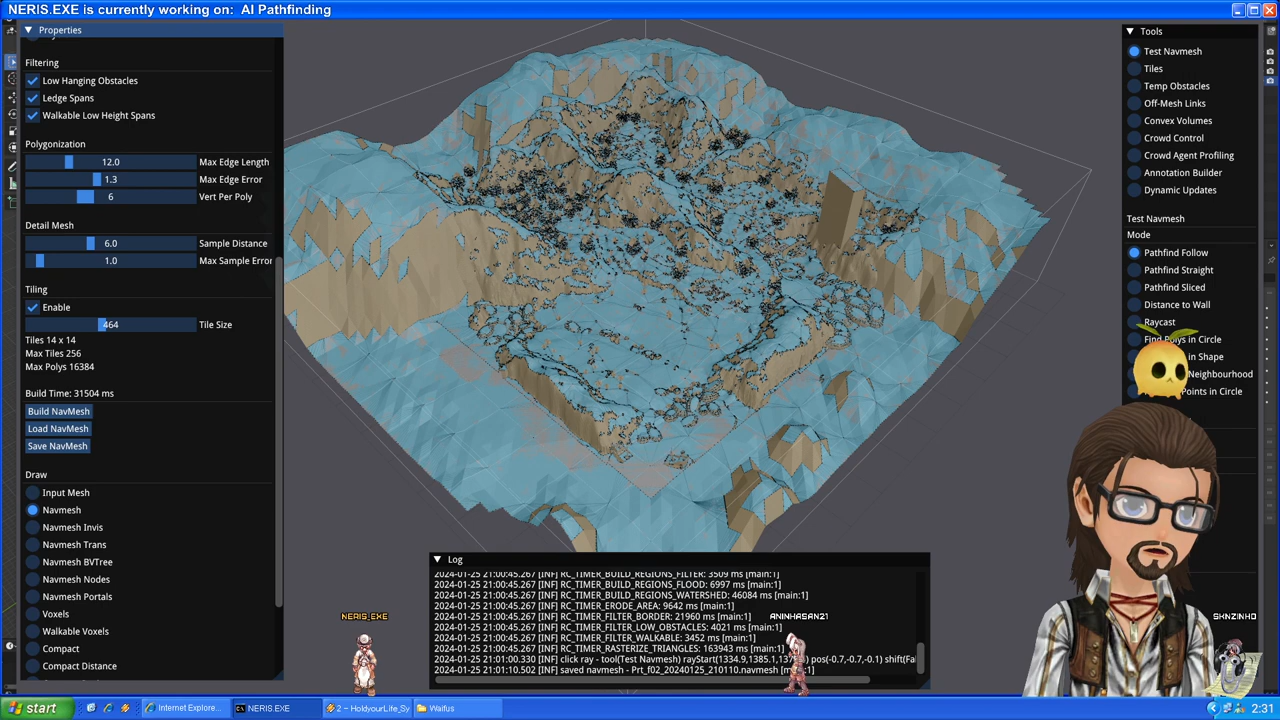 NERIS.EXE is currently working on: AI Pathfinding
Properties
Filtering
Low Hanging Obstacles
Ledge Spans
Walkable Low Height Spans
Polygonization
12.0 Max Edge Length
1.3 Max Edge Error
6 Vert Per Poly
Detail Mesh
6.0 Sample Distance
1.0 Max Sample Error
Tiling
Enable
464 Tile Size
Tiles 14 x 14
Max Tiles 256
Max Polys 16384
Build Time: 31504 ms
Build NavMesh
Load NavMesh
Save NavMesh
Draw
Input Mesh
Navmesh
Navmesh Invis
Navmesh Trans
Navmesh BVTree
Navmesh Nodes
Navmesh Portals
Voxels
Walkable Voxels
Compact
Compact Distance
Tools
Test Navmesh
Tiles
Temp Obstacles
Off-Mesh Links
Convex Volumes
Crowd Control
Crowd Agent Profiling
Annotation Builder
Dynamic Updates
Test Navmesh
Mode
Pathfind Follow
Pathfind Straight
Pathfind Sliced
Distance to Wall
Raycast
Find Polys in Circle
in Shape
Neighbourhood
Points in Circle
Log
2024-01-25 21:00:45.267 [INF] RC_TIMER_BUILD_REGIONS_FILTER: 3509 ms [main:1]
2024-01-25 21:00:45.267 [INF] RC_TIMER_BUILD_REGIONS_FLOOD: 6997 ms [main:1]
2024-01-25 21:00:45.267 [INF] RC_TIMER_BUILD_REGIONS_WATERSHED: 46084 ms [main:1]
2024-01-25 21:00:45.267 [INF] RC_TIMER_ERODE_AREA: 9642 ms [main:1]
2024-01-25 21:00:45.267 [INF] RC_TIMER_FILTER_BORDER: 21960 ms [main:1]
2024-01-25 21:00:45.267 [INF] RC_TIMER_FILTER_LOW_OBSTACLES: 4021 ms [main:1]
2024-01-25 21:00:45.267 [INF] RC_TIMER_FILTER_WALKABLE: 3452 ms [main:1]
2024-01-25 21:00:45.267 [INF] RC_TIMER_RASTERIZE_TRIANGLES: 163943 ms [main:1]
2024-01-25 21:01:00.330 [INF] click ray - tool(Test Navmesh) rayStart(1334.9,1385.1,137 pos(-0.7,-0.7,-0.1) shift(Fal
2024-01-25 21:01:10.502 [INF] saved navmesh - Prt_f02_20240125_210110.navmesh [main:1]
NERIS_EXE
ANINHASAN21
SKNZINHO
start
Internet Explore...
NERIS.EXE
2 – HoldyourLife_Sy
Waifus
2:31